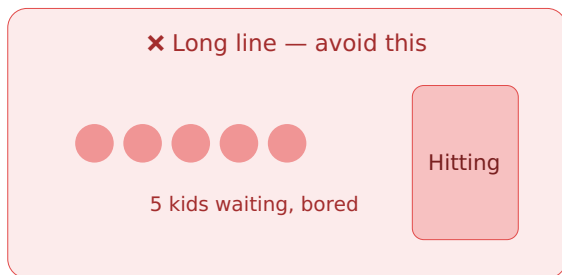 ❌ Long line — avoid this
Hitting
5 kids waiting, bored